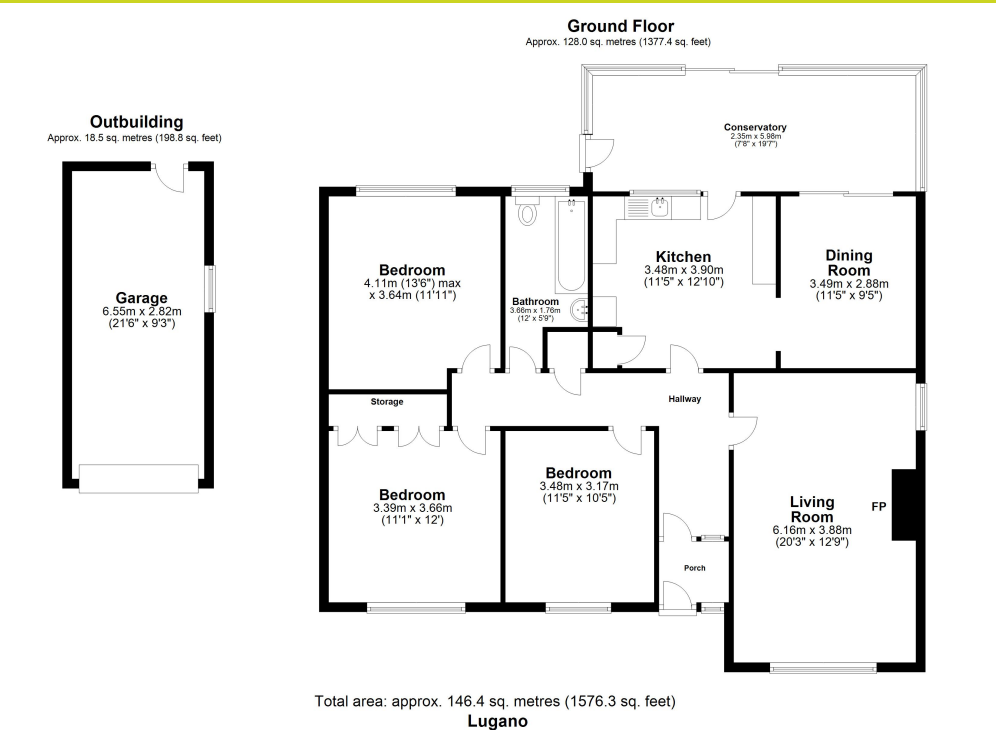 Ground Floor
Approx. 128.0 sq. metres (1377.4 sq. feet)
Outbuilding
Approx. 18.5 sq. metres (198.8 sq. feet)
Conservatory
2.35m x 5.98m
(7'8" x 19'7")
Garage
6.55m x 2.82m
(21'6" x 9'3")
Bedroom
4.11m (13'6") max
x 3.64m (11'11")
Bathroom
3.66m x 1.76m
(12' x 5'9")
Kitchen
3.48m x 3.90m
(11'5" x 12'10")
Dining
Room
3.49m x 2.88m
(11'5" x 9'5")
Storage
Hallway
Bedroom
3.39m x 3.66m
(11'1" x 12')
Bedroom
3.48m x 3.17m
(11'5" x 10'5")
Living
Room
6.16m x 3.88m
(20'3" x 12'9")
FP
Porch
Total area: approx. 146.4 sq. metres (1576.3 sq. feet)
Lugano